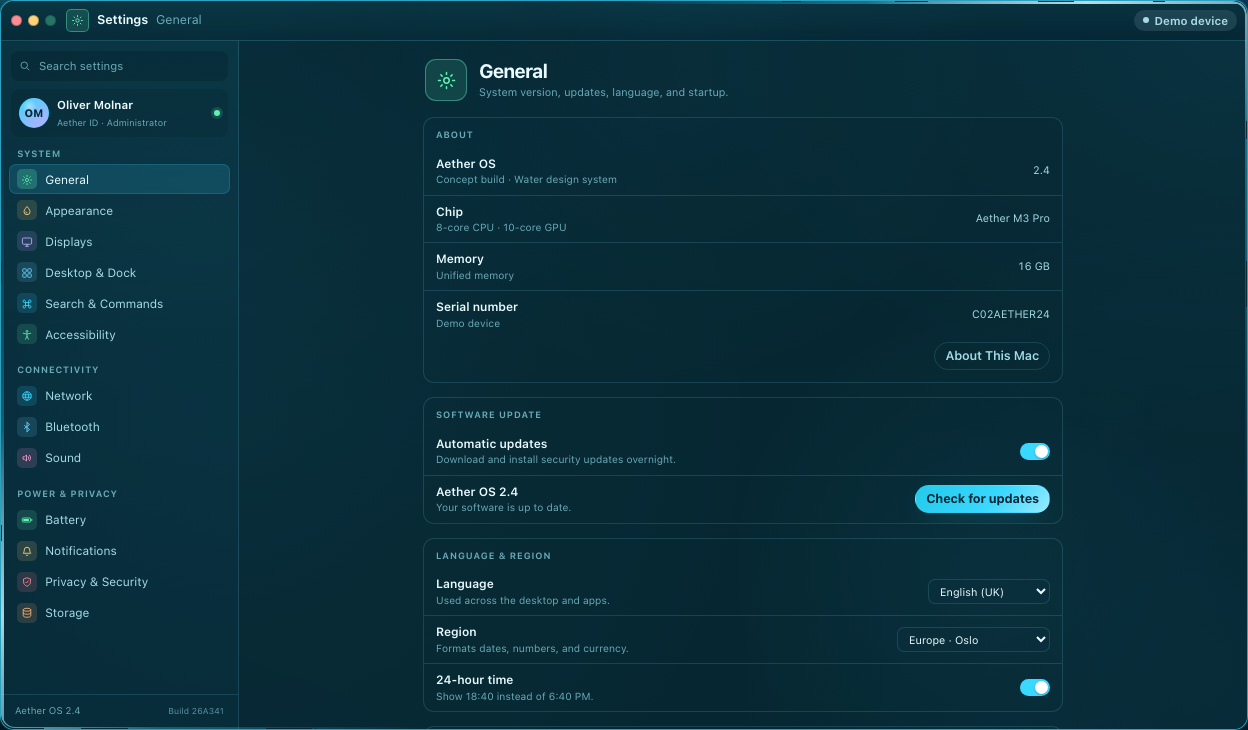 Settings General
Demo device
Search settings
OM
Oliver Molnar
Aether ID · Administrator
SYSTEM
General
Appearance
Displays
Desktop & Dock
Search & Commands
Accessibility
CONNECTIVITY
Network
Bluetooth
Sound
POWER & PRIVACY
Battery
Notifications
Privacy & Security
Storage
Aether OS 2.4
Build 26A341
General
System version, updates, language, and startup.
ABOUT
Aether OS
Concept build · Water design system
2.4
Chip
8-core CPU · 10-core GPU
Aether M3 Pro
Memory
Unified memory
16 GB
Serial number
Demo device
C02AETHER24
About This Mac
SOFTWARE UPDATE
Automatic updates
Download and install security updates overnight.
Aether OS 2.4
Your software is up to date.
Check for updates
LANGUAGE & REGION
Language
Used across the desktop and apps.
English (UK)
Region
Formats dates, numbers, and currency.
Europe · Oslo
24-hour time
Show 18:40 instead of 6:40 PM.